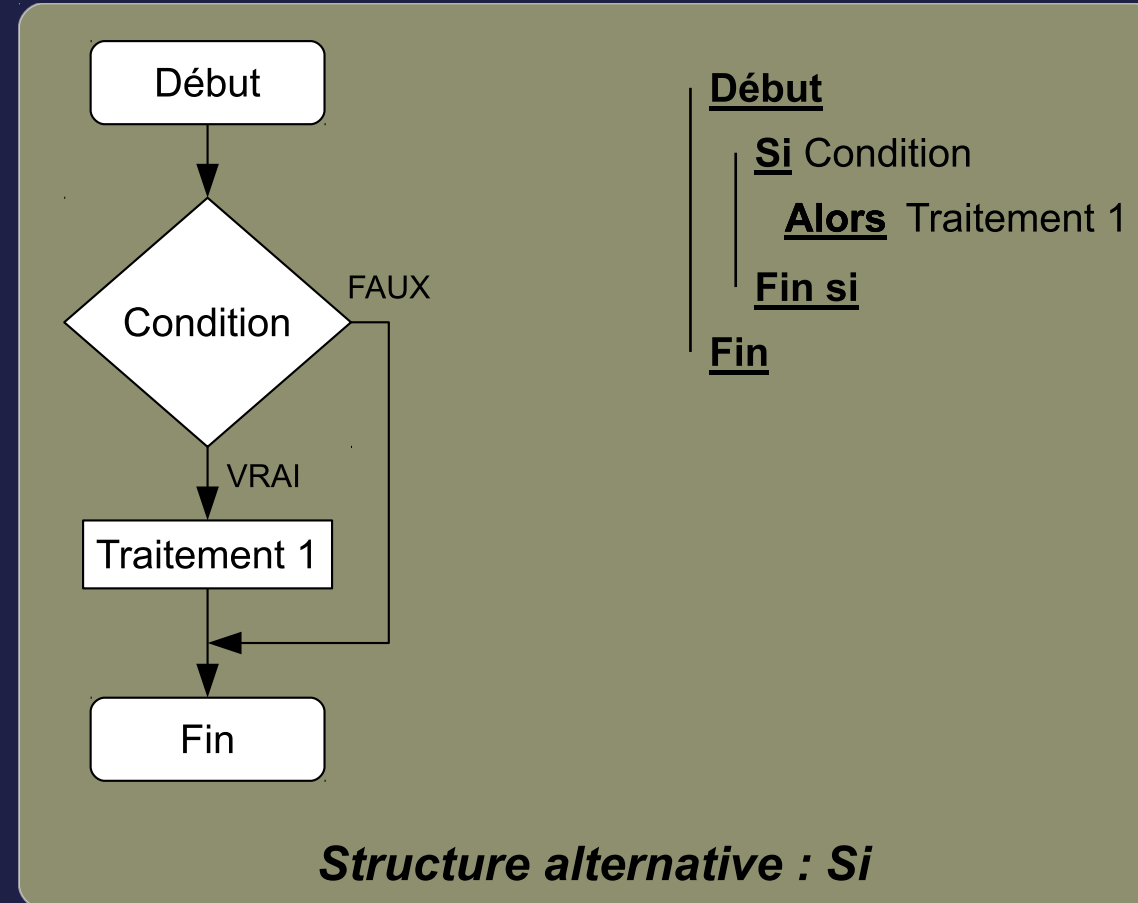 Début
Condition
FAUX
VRAI
Traitement 1
Fin
Début
Si Condition
Alors Traitement 1
Fin si
Fin
Structure alternative : Si